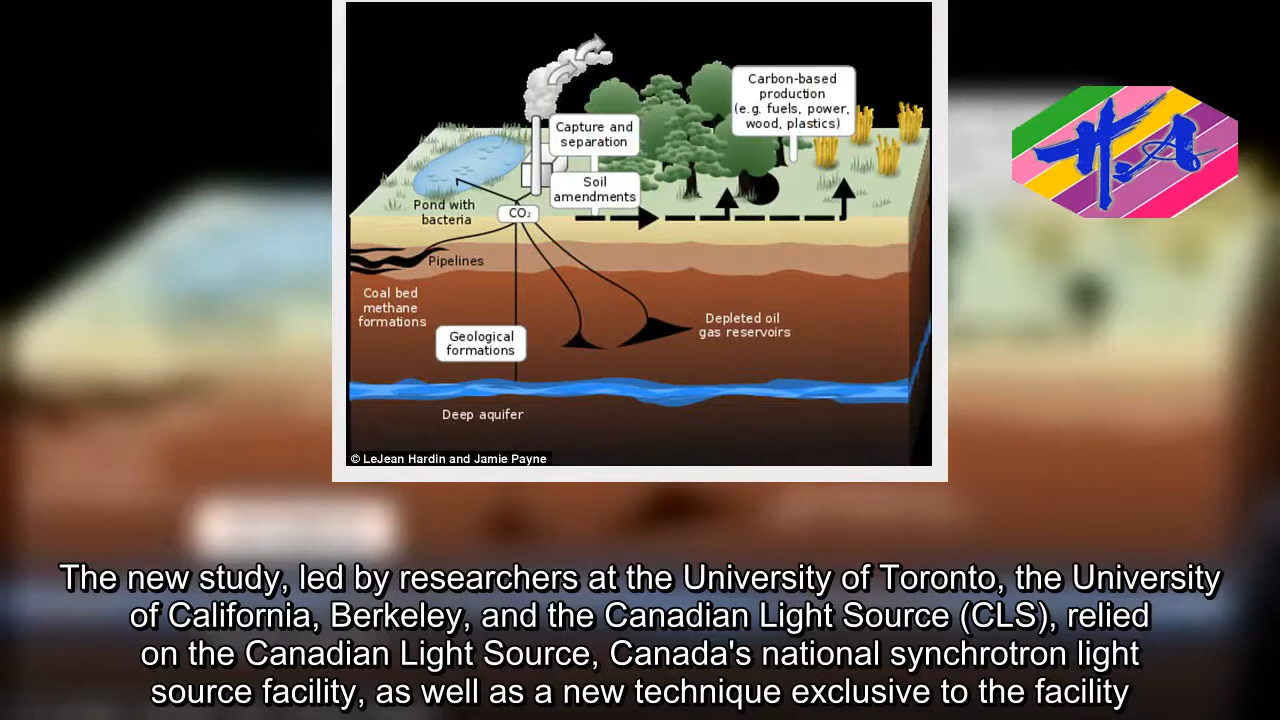 Carbon-based
production
(e.g. fuels, power,
wood, plastics)
Capture and
separation
Soil
amendments
Pond with
bacteria
CO₂
Pipelines
Coal bed
methane
formations
Geological
formations
Depleted oil
gas reservoirs
Deep aquifer
© LeJean Hardin and Jamie Payne
H.A
The new study, led by researchers at the University of Toronto, the University
of California, Berkeley, and the Canadian Light Source (CLS), relied
on the Canadian Light Source, Canada's national synchrotron light
source facility, as well as a new technique exclusive to the facility